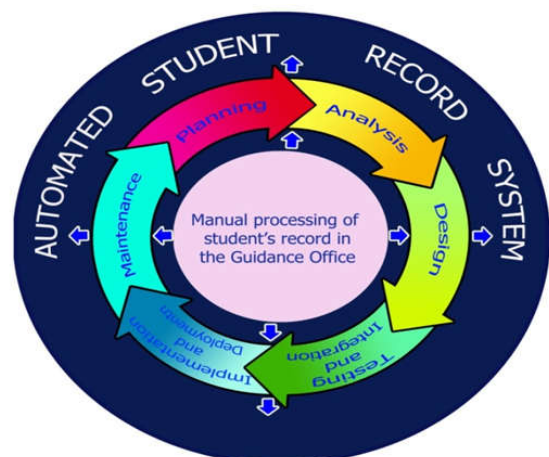 AUTOMATED STUDENT RECORD SYSTEM
Planning
Analysis
Design
Testing
and
Integration
Implementation
and
Deploymentn
Maintenance
Manual processing of
student's record in
the Guidance Office